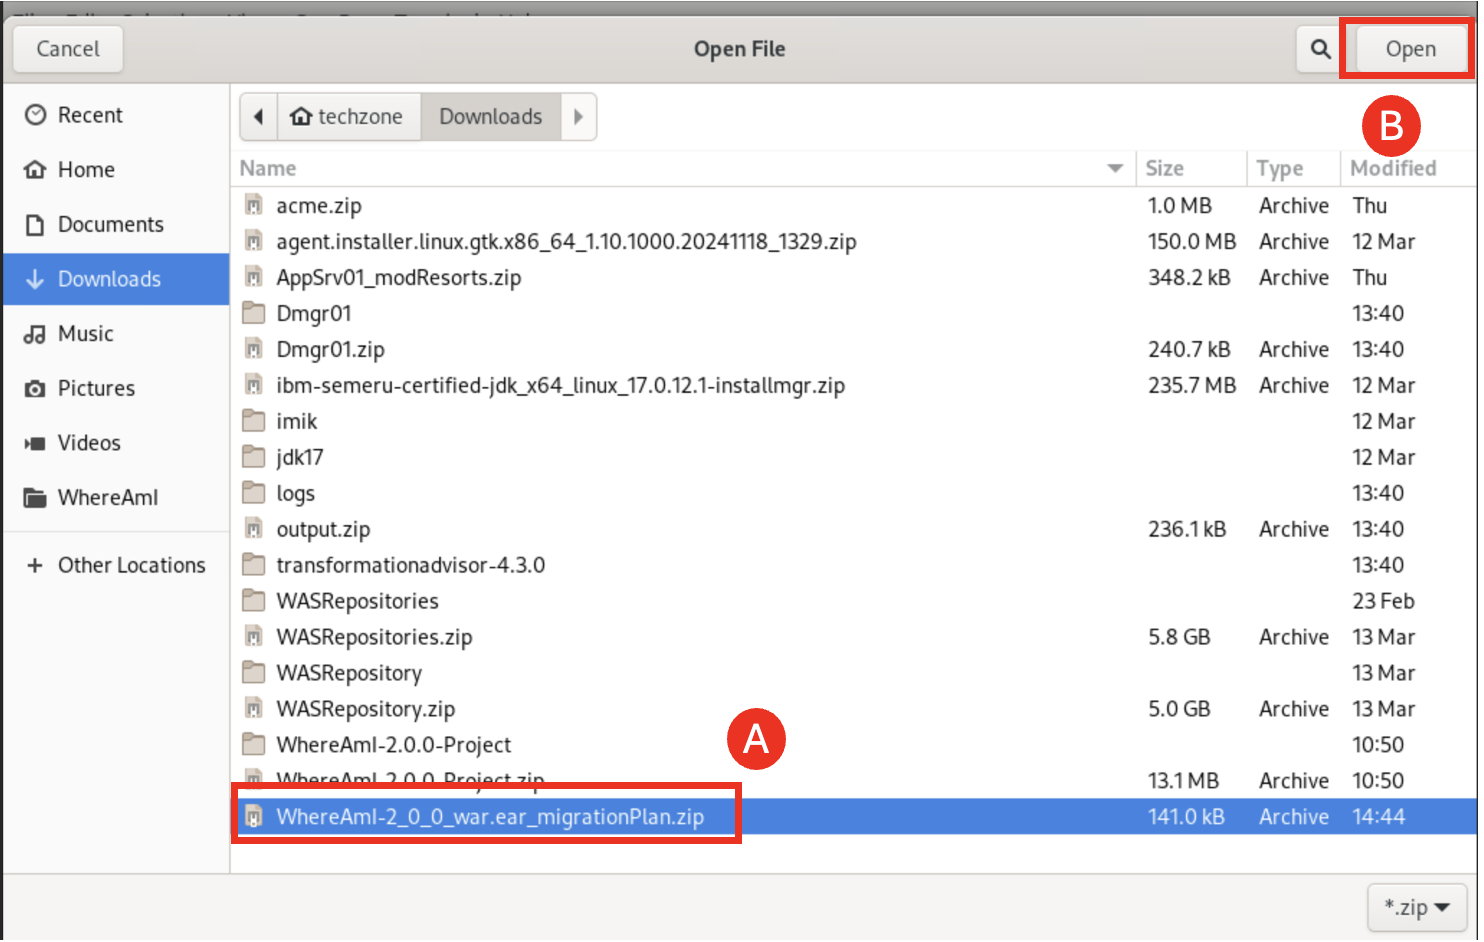 Cancel Open File Open
B
Recent
Home
Documents
Downloads
Music
Pictures
Videos
WhereAmI
+ Other Locations
techzone Downloads
Name Size Type Modified
acme.zip 1.0 MB Archive Thu
agent.installer.linux.gtk.x86_64_1.10.1000.20241118_1329.zip 150.0 MB Archive 12 Mar
AppSrv01_modResorts.zip 348.2 kB Archive Thu
Dmgr01 13:40
Dmgr01.zip 240.7 kB Archive 13:40
ibm-semeru-certified-jdk_x64_linux_17.0.12.1-installmgr.zip 235.7 MB Archive 12 Mar
imik 12 Mar
jdk17 12 Mar
logs 13:40
output.zip 236.1 kB Archive 13:40
transformationadvisor-4.3.0 13:40
WASRepositories 23 Feb
WASRepositories.zip 5.8 GB Archive 13 Mar
WASRepository 13 Mar
WASRepository.zip 5.0 GB Archive 13 Mar
A
WhereAmI-2.0.0-Project 10:50
WhereAmI-2.0.0-Project.zip 13.1 MB Archive 10:50
WhereAmI-2_0_0_war.ear_migrationPlan.zip 141.0 kB Archive 14:44
*.zip